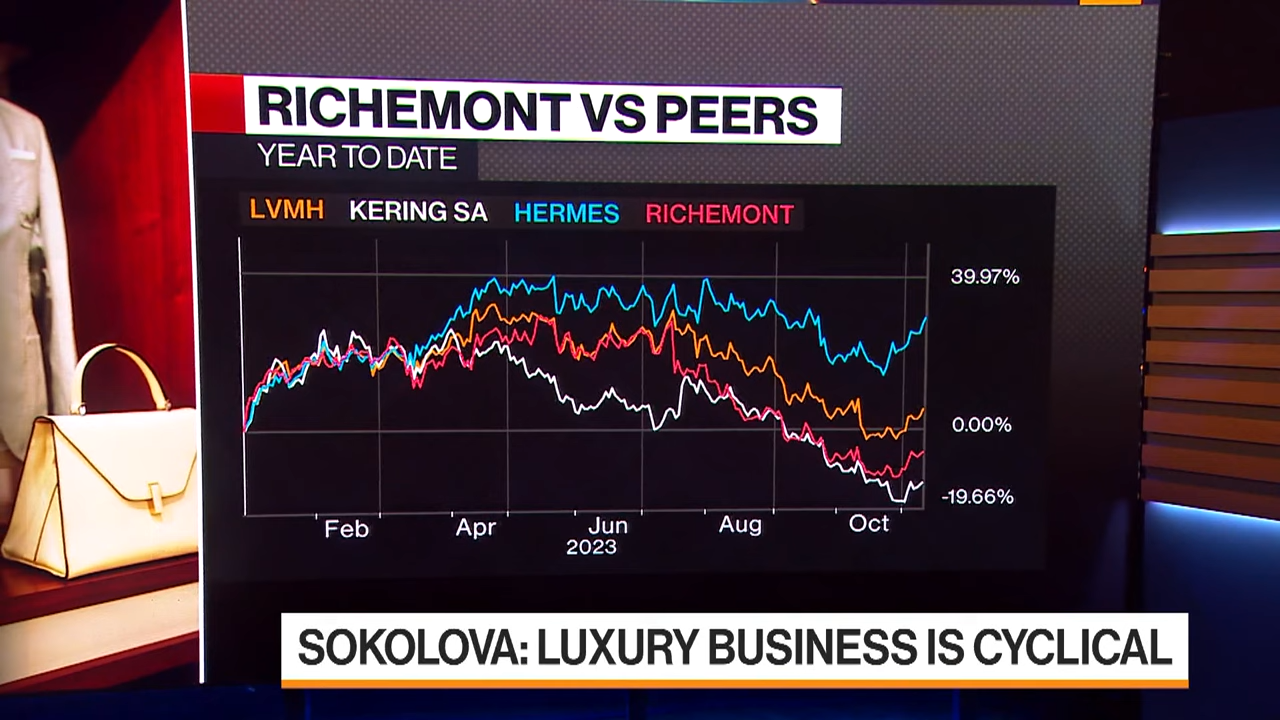 RICHEMONT VS PEERS
YEAR TO DATE
LVMH KERING SA HERMES RICHEMONT
39.97%
0.00%
-19.66%
Feb Apr Jun Aug Oct
2023
SOKOLOVA: LUXURY BUSINESS IS CYCLICAL